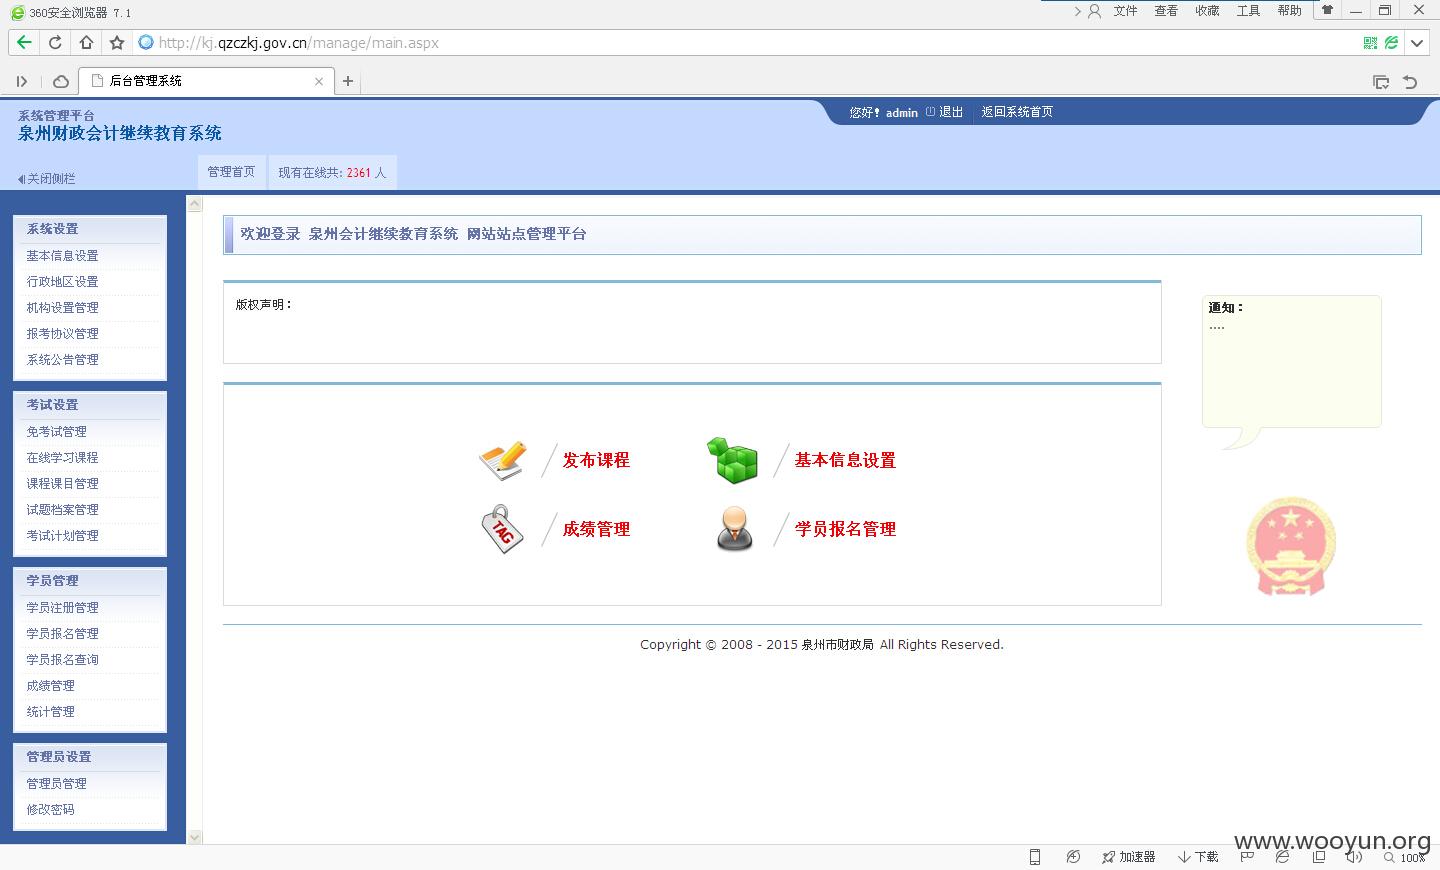 360安全浏览器 7.1
文件 查看 收藏 工具 帮助
http://kj.qzczkj.gov.cn/manage/main.aspx
后台管理系统
系统管理平台
泉州财政会计继续教育系统
您好! admin 退出 返回系统首页
关闭侧栏
管理首页
现有在线共: 2361 人
系统设置
基本信息设置
行政地区设置
机构设置管理
报考协议管理
系统公告管理
考试设置
免考试管理
在线学习课程
课程课目管理
试题档案管理
考试计划管理
学员管理
学员注册管理
学员报名管理
学员报名查询
成绩管理
统计管理
管理员设置
管理员管理
修改密码
欢迎登录 泉州会计继续教育系统 网站站点管理平台
版权声明：
通知：
....
发布课程
基本信息设置
TAG
成绩管理
学员报名管理
Copyright © 2008 - 2015 泉州市财政局 All Rights Reserved.
www.wooyun.org
加速器 下载 100%